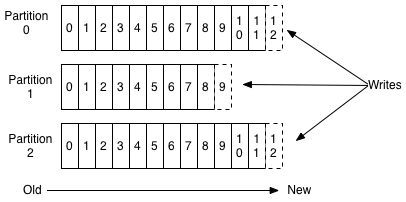 Partition
0
0 1 2 3 4 5 6 7 8 9 10 11 12
Partition
1
0 1 2 3 4 5 6 7 8 9
Writes
Partition
2
0 1 2 3 4 5 6 7 8 9 10 11 12
Old
New